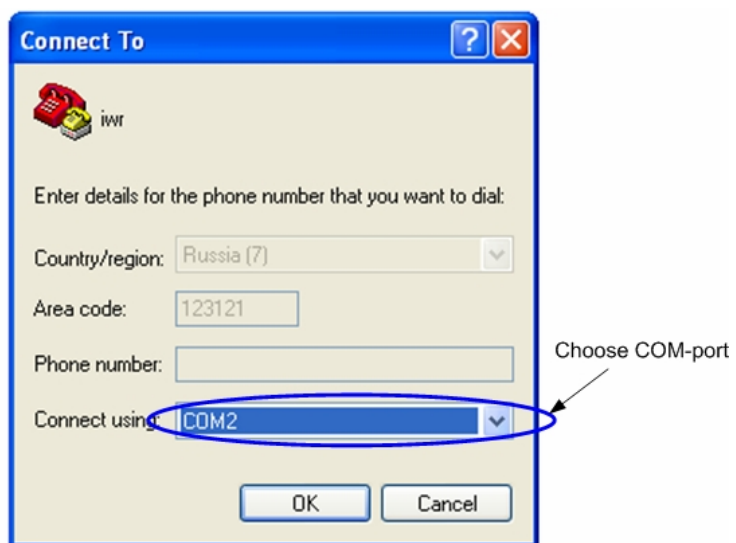 Connect To
iwr
Enter details for the phone number that you want to dial:
Country/region: Russia (7)
Area code: 123121
Phone number:
Connect using: COM2
Choose COM-port
OK Cancel